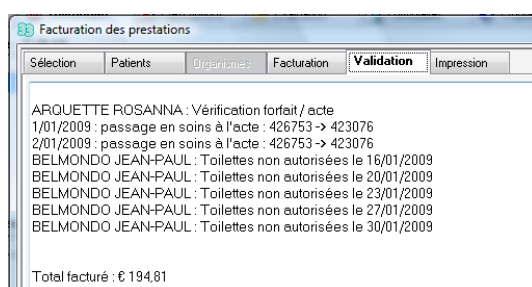 Facturation des prestations
Sélection Patients Organismes Facturation Validation Impression
ARQUETTE ROSANNA : Vérification forfait / acte
1/01/2009 : passage en soins à l'acte : 426753 -> 423076
2/01/2009 : passage en soins à l'acte : 426753 -> 423076
BELMONDO JEAN-PAUL : Toilettes non autorisées le 16/01/2009
BELMONDO JEAN-PAUL : Toilettes non autorisées le 20/01/2009
BELMONDO JEAN-PAUL : Toilettes non autorisées le 23/01/2009
BELMONDO JEAN-PAUL : Toilettes non autorisées le 27/01/2009
BELMONDO JEAN-PAUL : Toilettes non autorisées le 30/01/2009
Total facturé : € 194,81